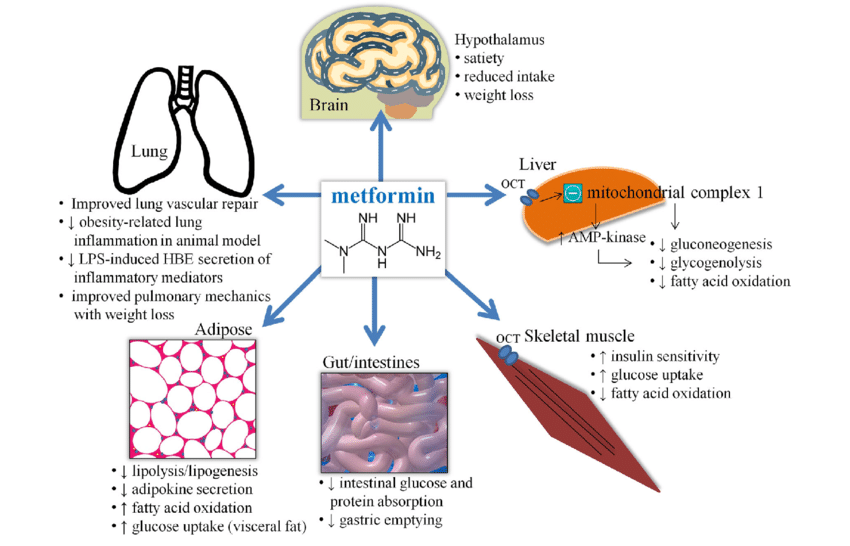 Hypothalamus
• satiety
• reduced intake
• weight loss
Brain
Lung
• Improved lung vascular repair
• ↓ obesity-related lung
inflammation in animal model
• ↓ LPS-induced HBE secretion of
inflammatory mediators
• improved pulmonary mechanics
with weight loss
metformin
NH NH
N N NH₂
H
Liver
OCT
⊖ mitochondrial complex 1
↑ AMP-kinase
• ↓ gluconeogenesis
• ↓ glycogenolysis
• ↓ fatty acid oxidation
Adipose
• ↓ lipolysis/lipogenesis
• ↓ adipokine secretion
• ↑ fatty acid oxidation
• ↑ glucose uptake (visceral fat)
Gut/intestines
• ↓ intestinal glucose and
protein absorption
• ↓ gastric emptying
OCT Skeletal muscle
• ↑ insulin sensitivity
• ↑ glucose uptake
• ↓ fatty acid oxidation